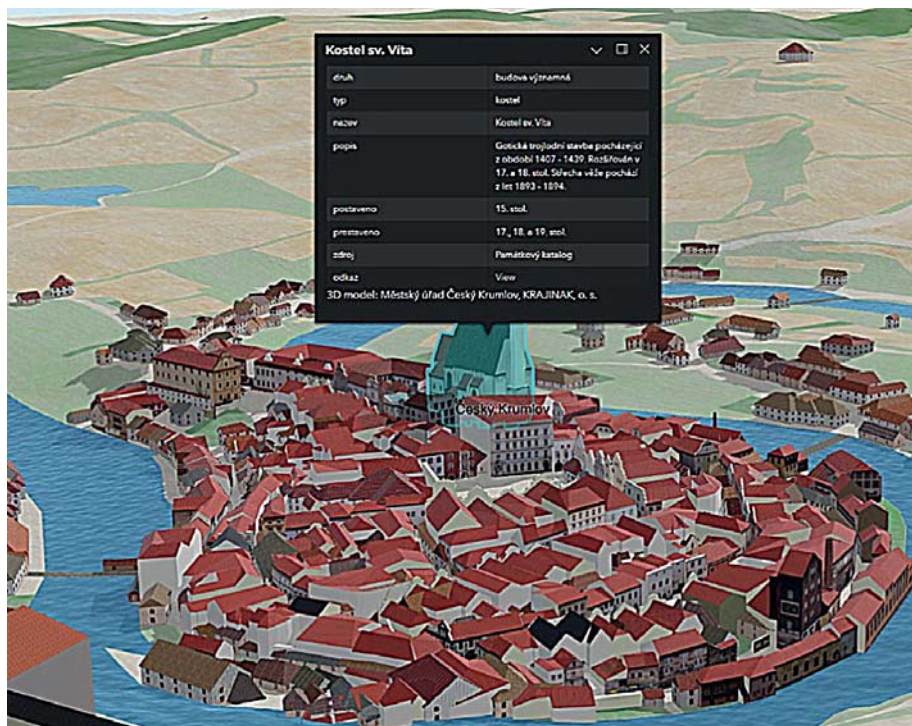 Kostel sv. Víta
druh budova významná
typ kostel
nazev Kostel sv. Víta
popis Gotická trojlodní stavba pocházející
z období 1407 - 1439. Rozšiřován v
17. a 18. stol. Střecha věže pochází
z let 1893 - 1894.
postaveno 15. stol.
prestaveno 17., 18. a 19. stol.
zdroj Památkový katalog
odkaz View
3D model: Městský úřad Český Krumlov, KRAJINAK, o. s.
Český Krumlov